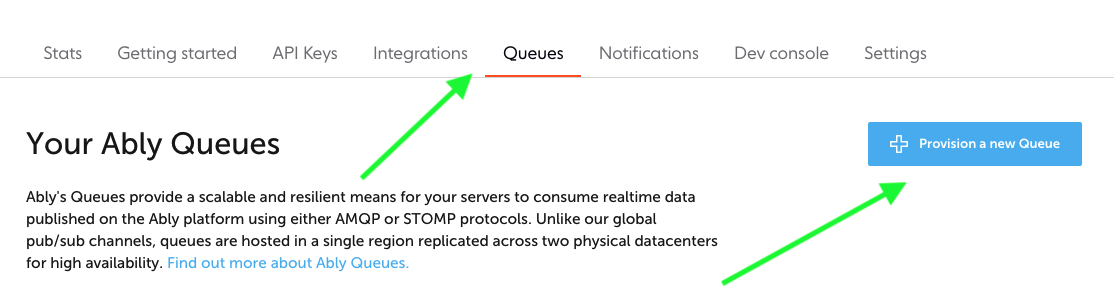 Stats Getting started API Keys Integrations Queues Notifications Dev console Settings
Your Ably Queues
Provision a new Queue
Ably's Queues provide a scalable and resilient means for your servers to consume realtime data
published on the Ably platform using either AMQP or STOMP protocols. Unlike our global
pub/sub channels, queues are hosted in a single region replicated across two physical datacenters
for high availability. Find out more about Ably Queues.